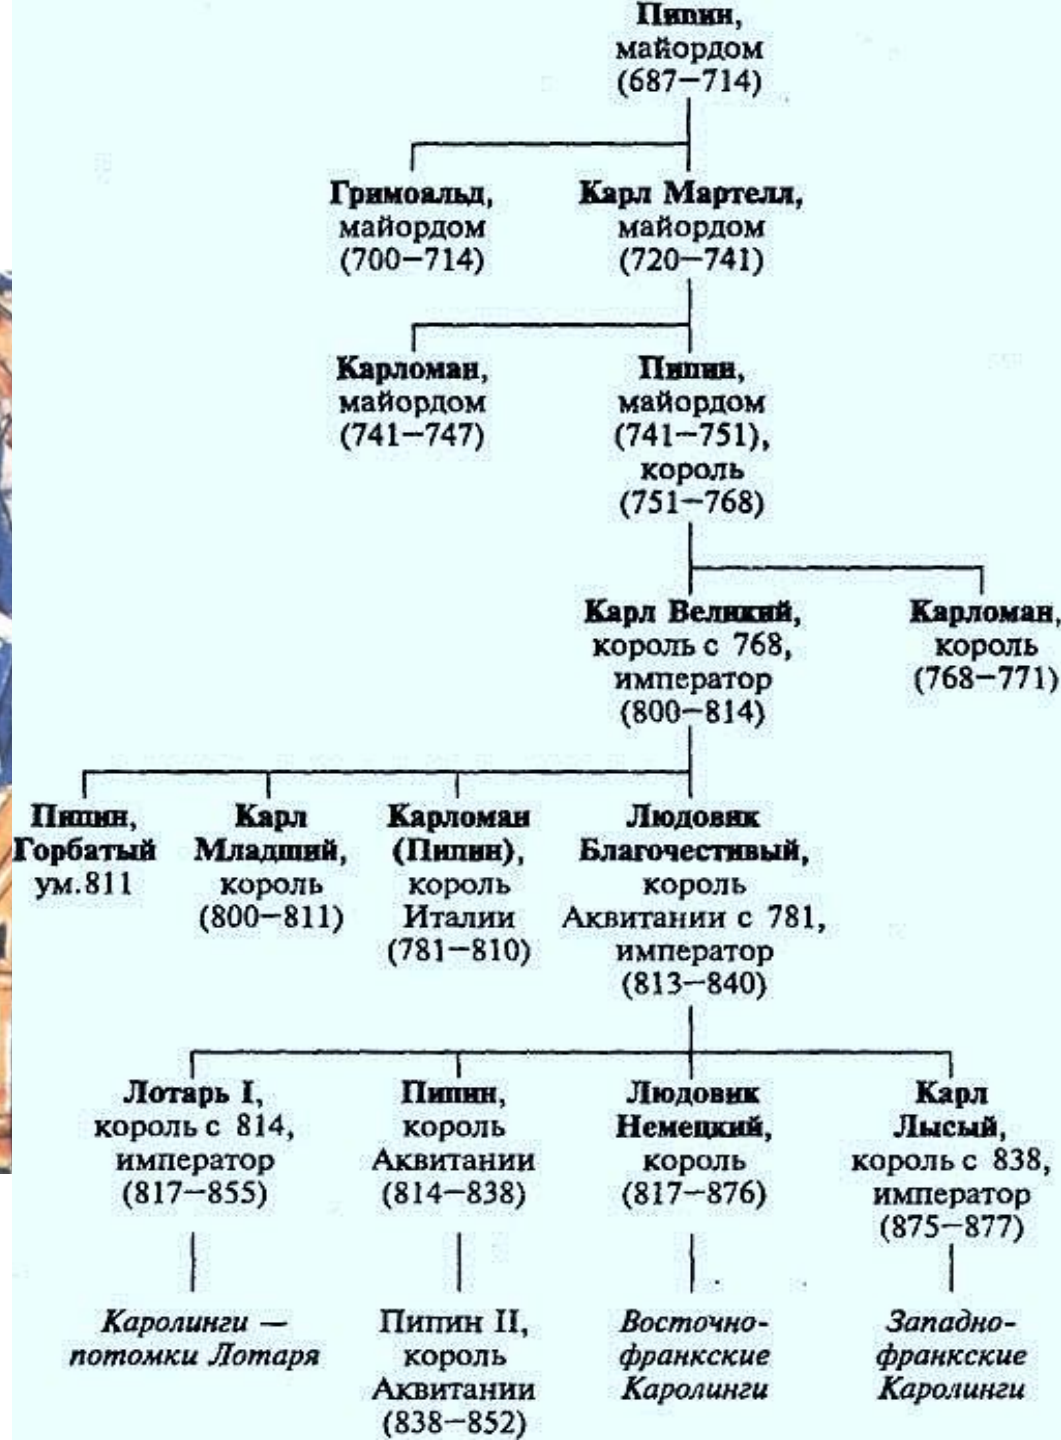 Пипин,
майордом
(687—714)
Гримоальд,
майордом
(700—714)
Карл Мартелл,
майордом
(720—741)
Карломан,
майордом
(741—747)
Пипин,
майордом
(741—751),
король
(751—768)
Карл Великий,
король с 768,
император
(800—814)
Карломан,
король
(768—771)
Пипин,
Горбатый
ум.811
Карл
Младший,
король
(800—811)
Карломан
(Пипин),
король
Италии
(781—810)
Людовик
Благочестивый,
король
Аквитании с 781,
император
(813—840)
Лотарь I,
король с 814,
император
(817—855)
Пипин,
король
Аквитании
(814—838)
Людовик
Немецкий,
король
(817—876)
Карл
Лысый,
король с 838,
император
(875—877)
Каролинги —
потомки Лотаря
Пипин II,
король
Аквитании
(838—852)
Восточно-
франкские
Каролинги
Западно-
франкские
Каролинги